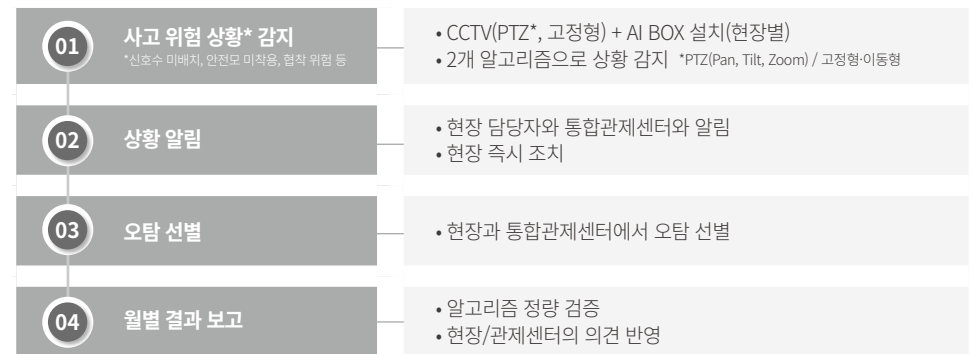 01
사고 위험 상황* 감지
*신호수 미배치, 안전모 미착용, 협착 위험 등
• CCTV(PTZ*, 고정형) + AI BOX 설치(현장별)
• 2개 알고리즘으로 상황 감지 *PTZ(Pan, Tilt, Zoom) / 고정형·이동형
02
상황 알림
• 현장 담당자와 통합관제센터와 알림
• 현장 즉시 조치
03
오탐 선별
• 현장과 통합관제센터에서 오탐 선별
04
월별 결과 보고
• 알고리즘 정량 검증
• 현장/관제센터의 의견 반영